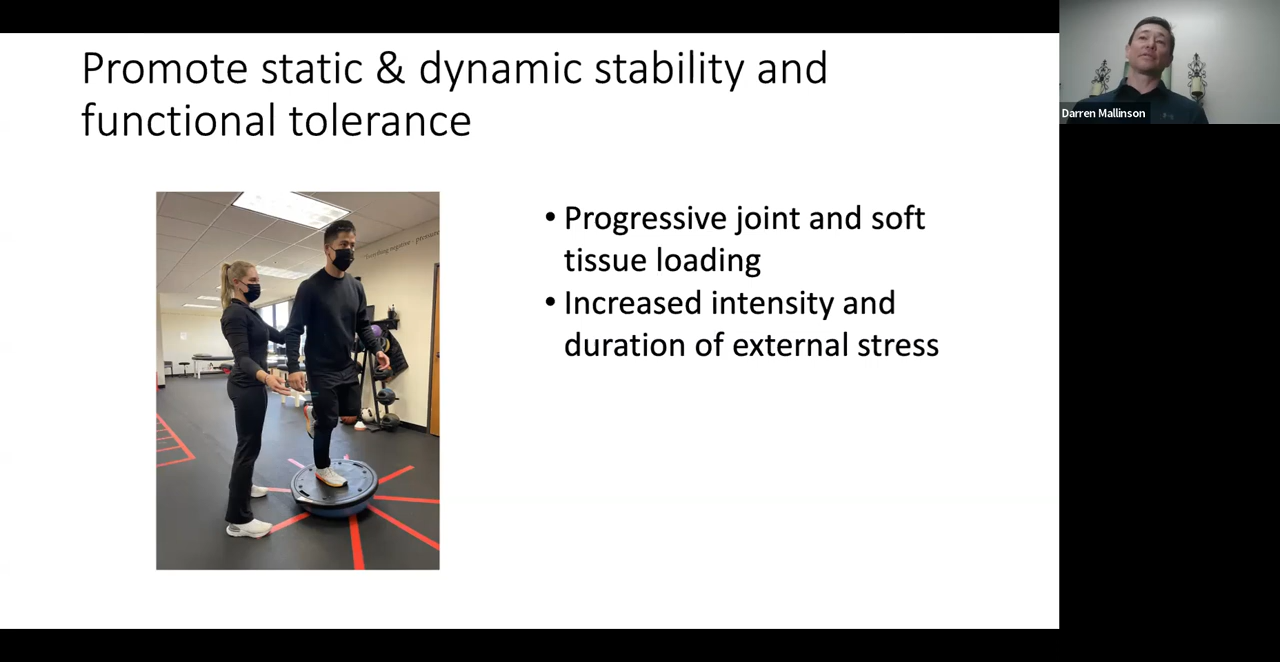 Promote static & dynamic stability and
functional tolerance
• Progressive joint and soft
tissue loading
• Increased intensity and
duration of external stress
Darren Mallinson